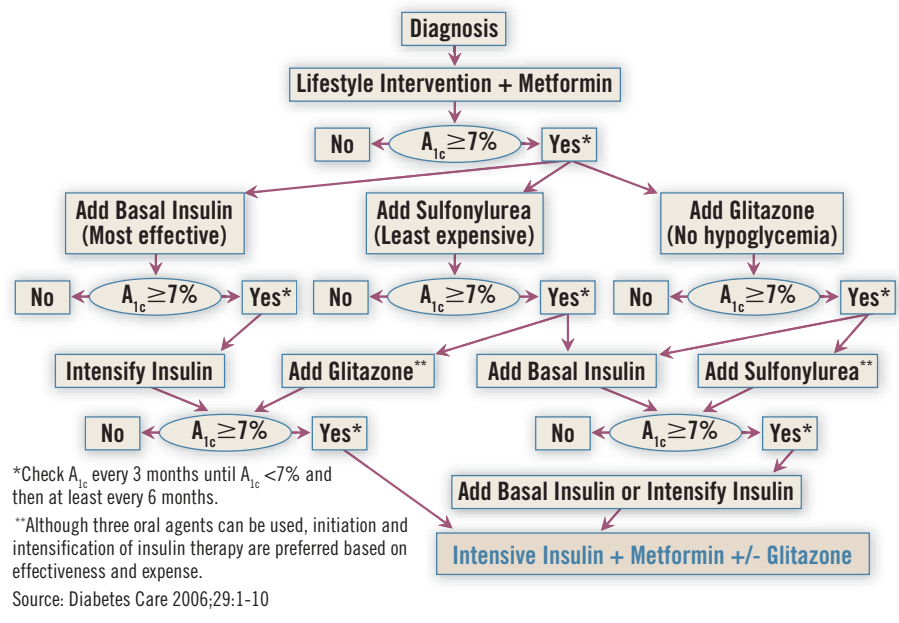 Diagnosis
Lifestyle Intervention + Metformin
No
A1c ≥7%
Yes*
Add Basal Insulin
(Most effective)
Add Sulfonylurea
(Least expensive)
Add Glitazone
(No hypoglycemia)
No
A1c ≥7%
Yes*
No
A1c ≥7%
Yes*
No
A1c ≥7%
Yes*
Intensify Insulin
Add Glitazone**
Add Basal Insulin
Add Sulfonylurea**
No
A1c ≥7%
Yes*
No
A1c ≥7%
Yes*
*Check A1c every 3 months until A1c <7% and
then at least every 6 months.
Add Basal Insulin or Intensify Insulin
**Although three oral agents can be used, initiation and
intensification of insulin therapy are preferred based on
effectiveness and expense.
Intensive Insulin + Metformin +/- Glitazone
Source: Diabetes Care 2006;29:1-10